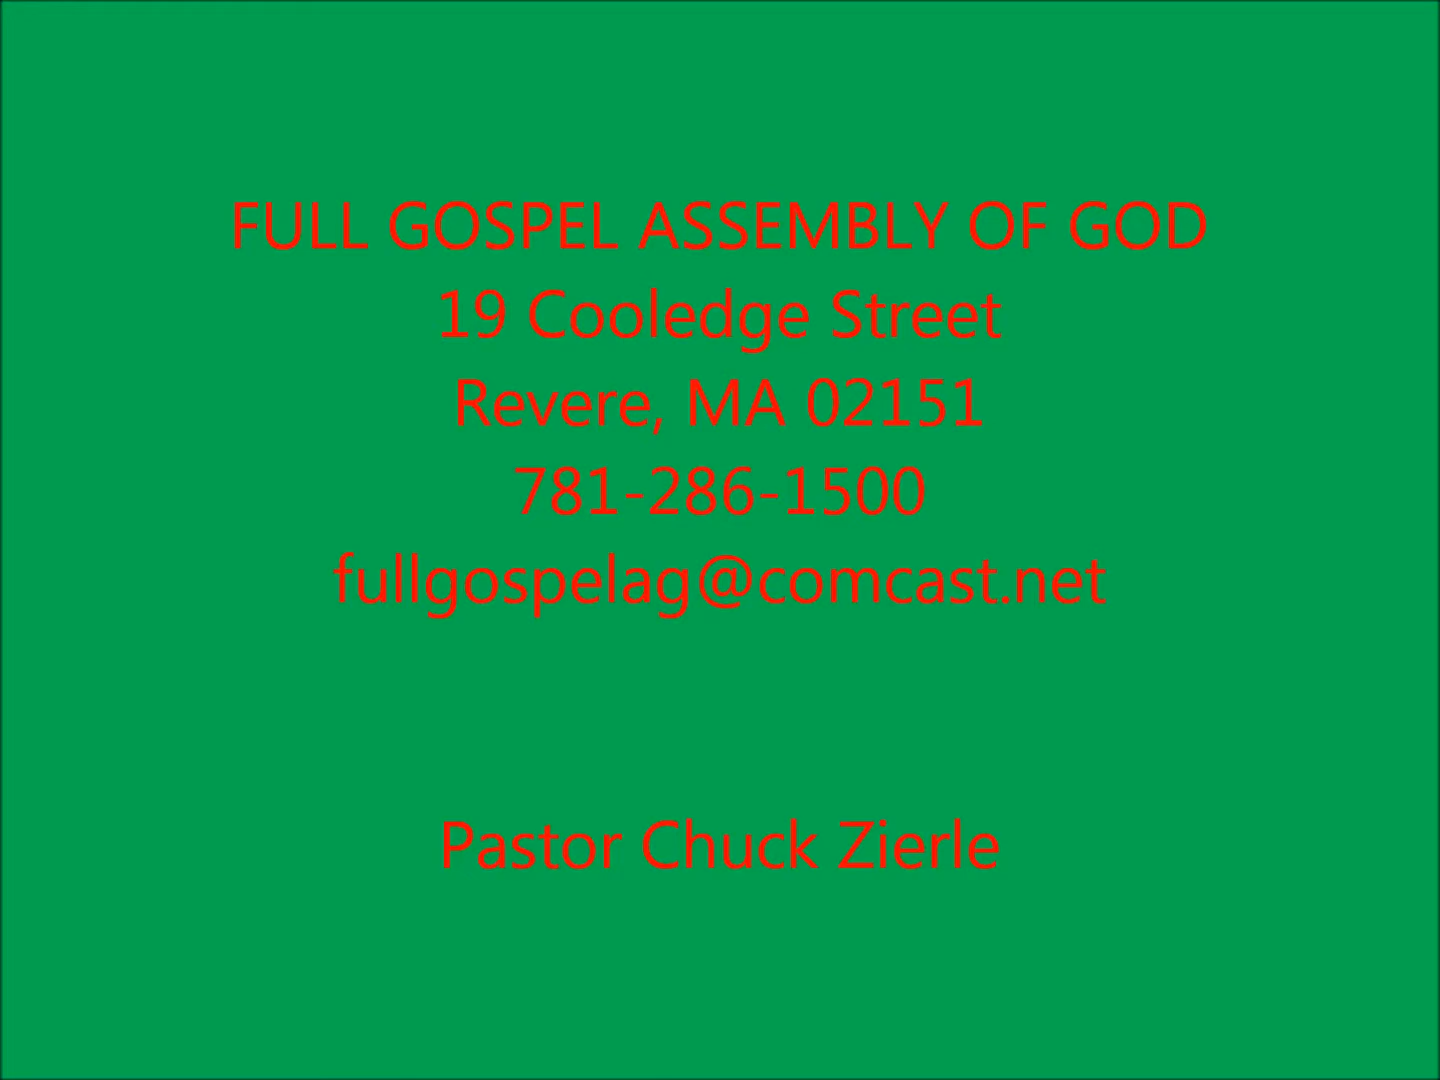 FULL GOSPEL ASSEMBLY OF GOD
19 Cooledge Street
Revere, MA 02151
781-286-1500
fullgospelag@comcast.net
Pastor Chuck Zierle